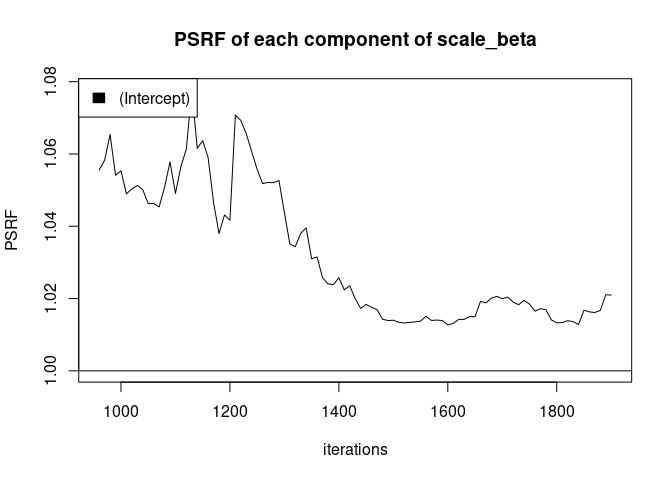 PSRF of each component of scale_beta
(Intercept)
PSRF
1.08
1.06
1.04
1.02
1.00
1000 1200 1400 1600 1800
iterations